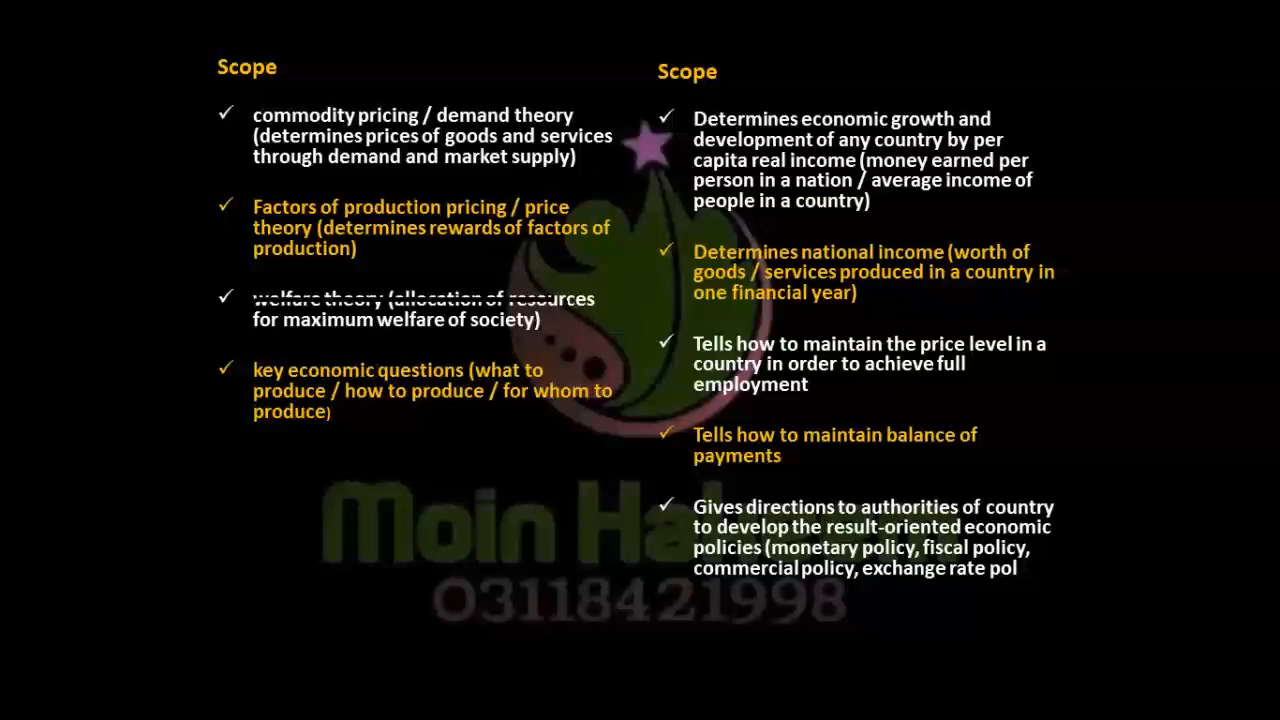 Scope
✓ commodity pricing / demand theory
(determines prices of goods and services
through demand and market supply)
✓ Factors of production pricing / price
theory (determines rewards of factors of
production)
✓ welfare theory (allocation of resources
for maximum welfare of society)
✓ key economic questions (what to
produce / how to produce / for whom to
produce)
Scope
✓ Determines economic growth and
development of any country by per
capita real income (money earned per
person in a nation / average income of
people in a country)
✓ Determines national income (worth of
goods / services produced in a country in
one financial year)
✓ Tells how to maintain the price level in a
country in order to achieve full
employment
✓ Tells how to maintain balance of
payments
✓ Gives directions to authorities of country
to develop the result-oriented economic
policies (monetary policy, fiscal policy,
commercial policy, exchange rate pol
Moin
03118421998